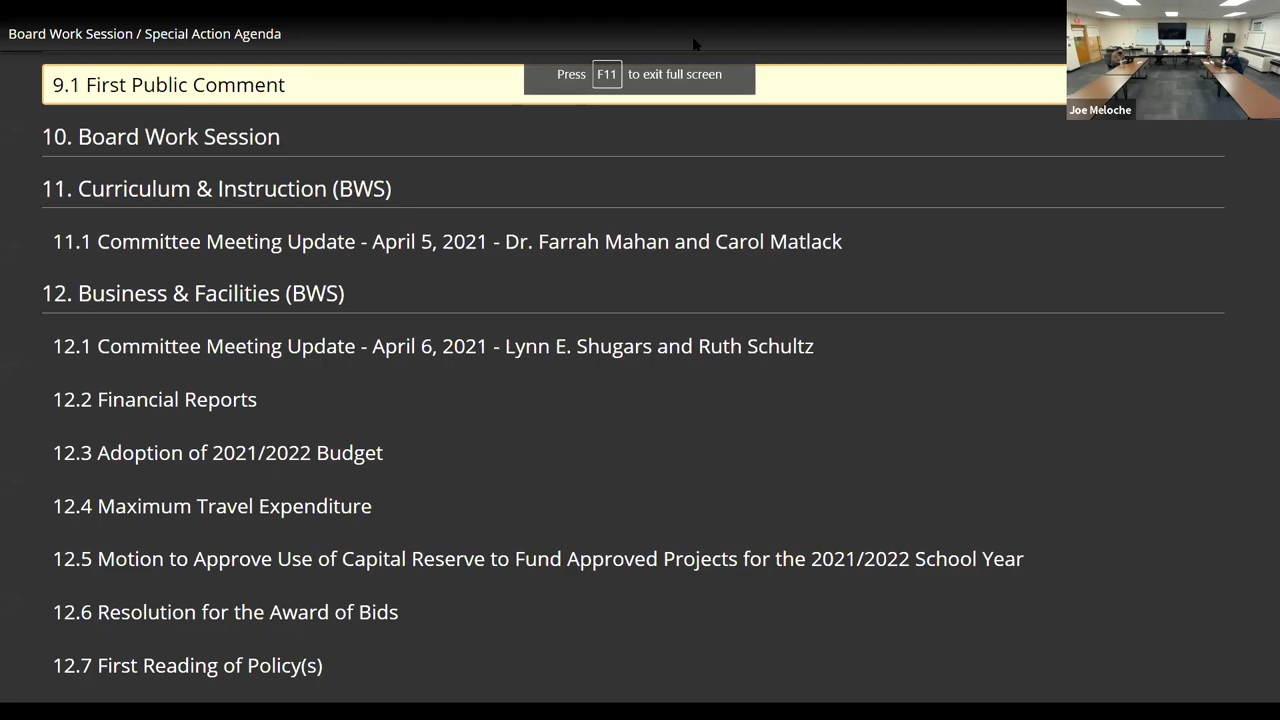 Board Work Session / Special Action Agenda
9.1 First Public Comment
Press F11 to exit full screen
Joe Meloche
10. Board Work Session
11. Curriculum & Instruction (BWS)
11.1 Committee Meeting Update - April 5, 2021 - Dr. Farrah Mahan and Carol Matlack
12. Business & Facilities (BWS)
12.1 Committee Meeting Update - April 6, 2021 - Lynn E. Shugars and Ruth Schultz
12.2 Financial Reports
12.3 Adoption of 2021/2022 Budget
12.4 Maximum Travel Expenditure
12.5 Motion to Approve Use of Capital Reserve to Fund Approved Projects for the 2021/2022 School Year
12.6 Resolution for the Award of Bids
12.7 First Reading of Policy(s)